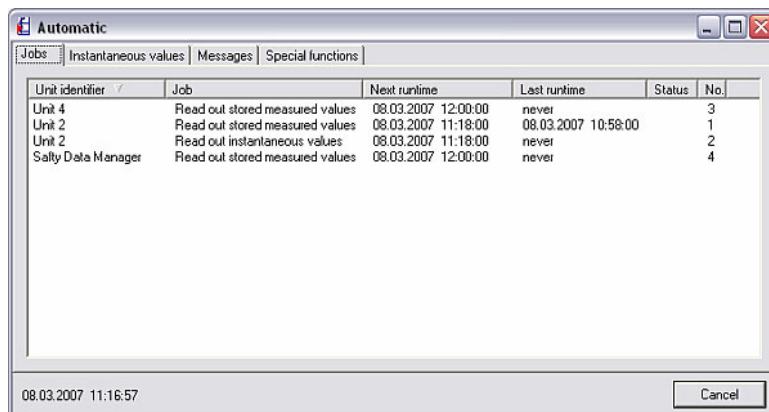 Automatic
Jobs Instantaneous values Messages Special functions
Unit identifier Job Next runtime Last runtime Status No.
Unit 4 Read out stored measured values 08.03.2007 12:00:00 never 3
Unit 2 Read out stored measured values 08.03.2007 11:18:00 08.03.2007 10:58:00 1
Unit 2 Read out instantaneous values 08.03.2007 11:18:00 never 2
Salty Data Manager Read out stored measured values 08.03.2007 12:00:00 never 4
08.03.2007 11:16:57 Cancel